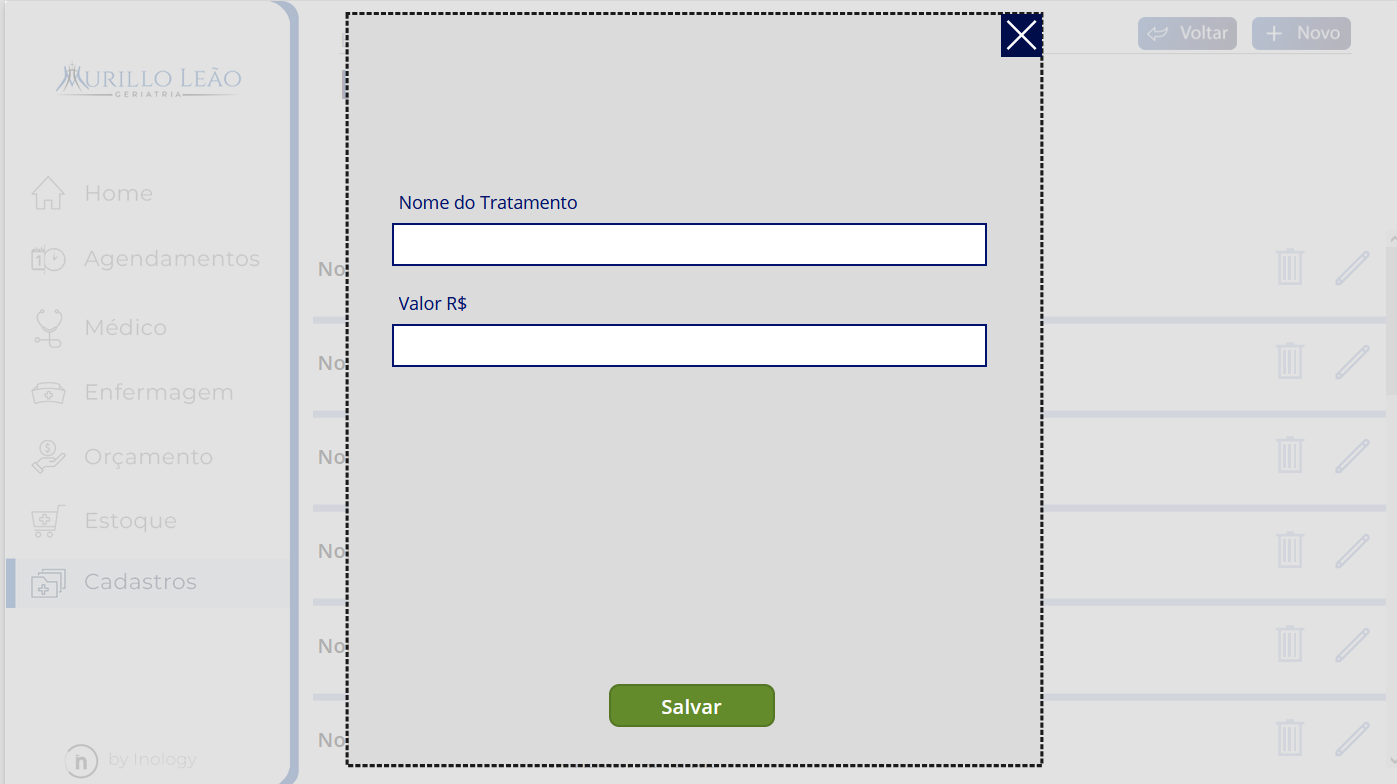 MURILLO LEÃO
GERIATRIA
Home
Agendamentos
Médico
Enfermagem
Orçamento
Estoque
Cadastros
by Inology
Voltar
Novo
Nome do Tratamento
Valor R$
No
No
No
No
No
No
Salvar